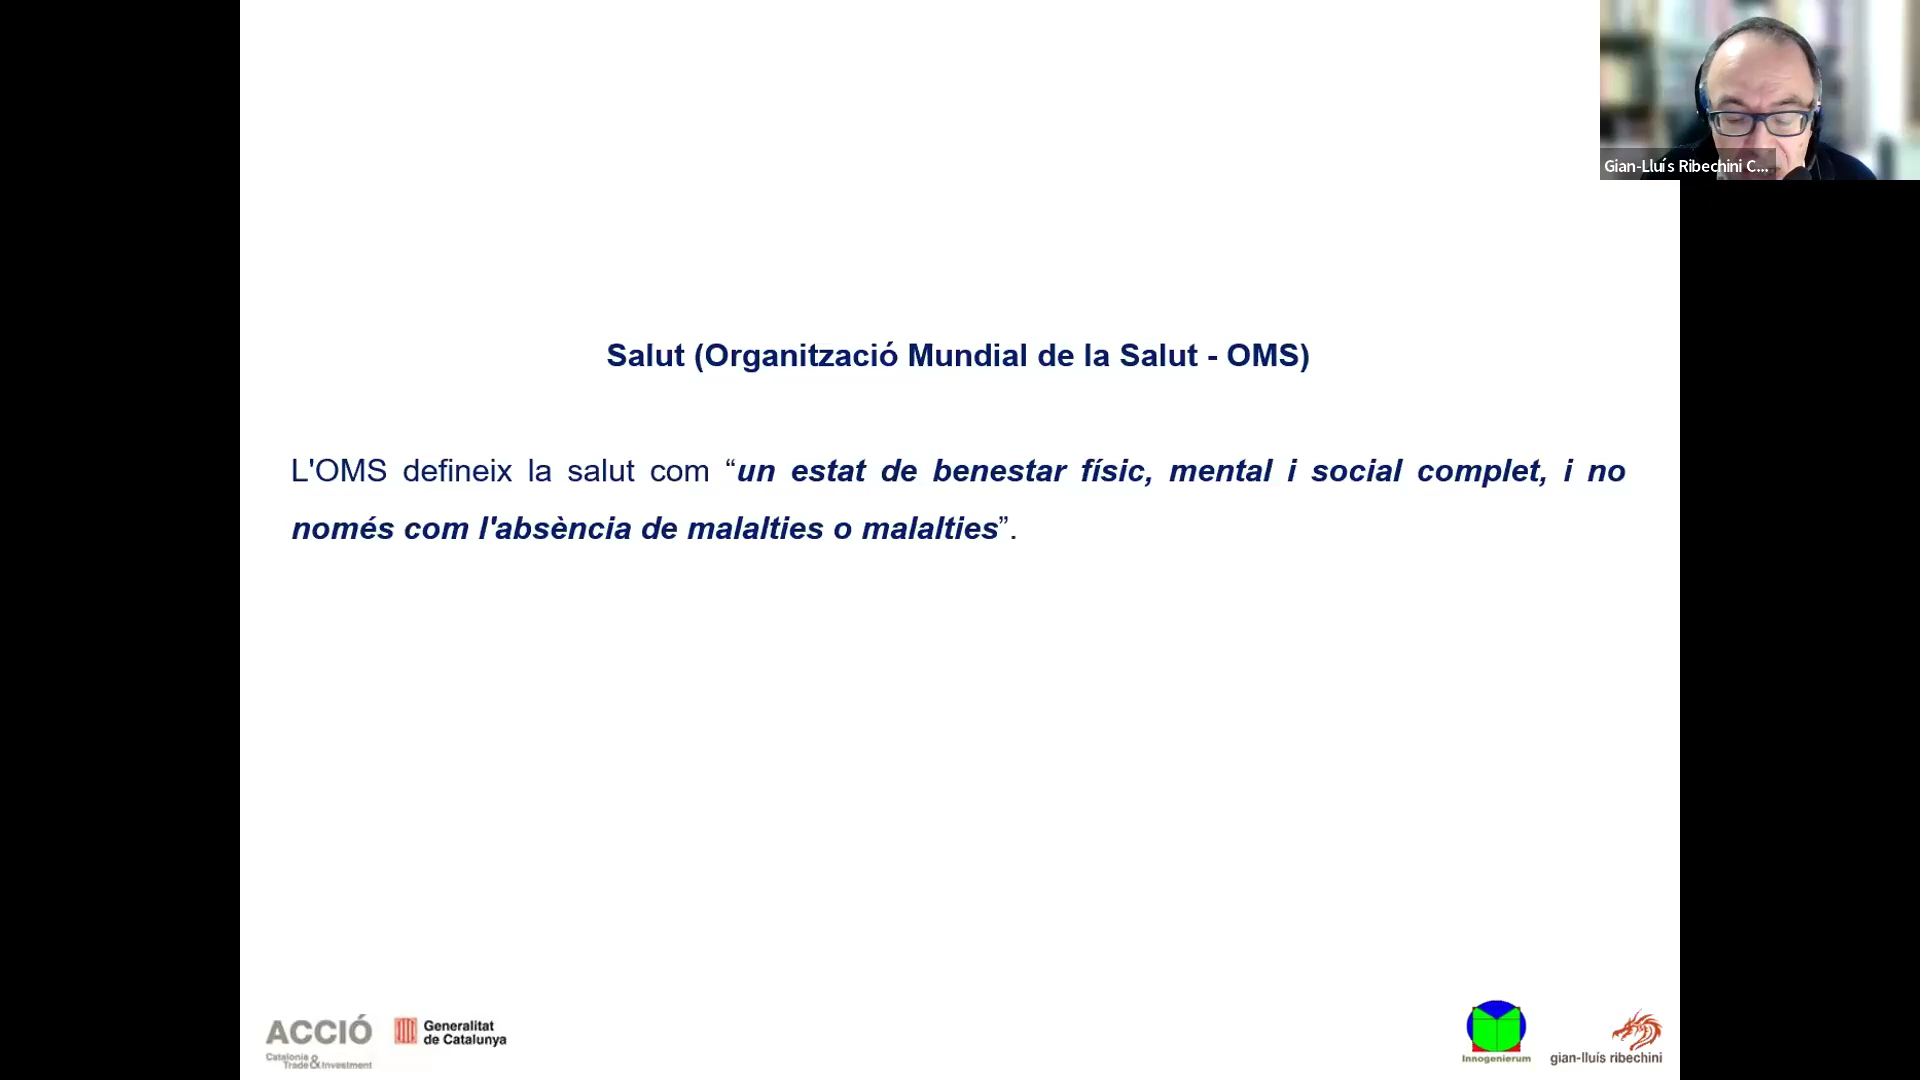 Gian-Lluís Ribechini C...
Salut (Organització Mundial de la Salut - OMS)
L'OMS defineix la salut com “un estat de benestar físic, mental i social complet, i no
només com l'absència de malalties o malalties”.
ACCIÓ
Catalonia
Trade & Investment
Generalitat
de Catalunya
Innogenierum
gian-lluís ribechini